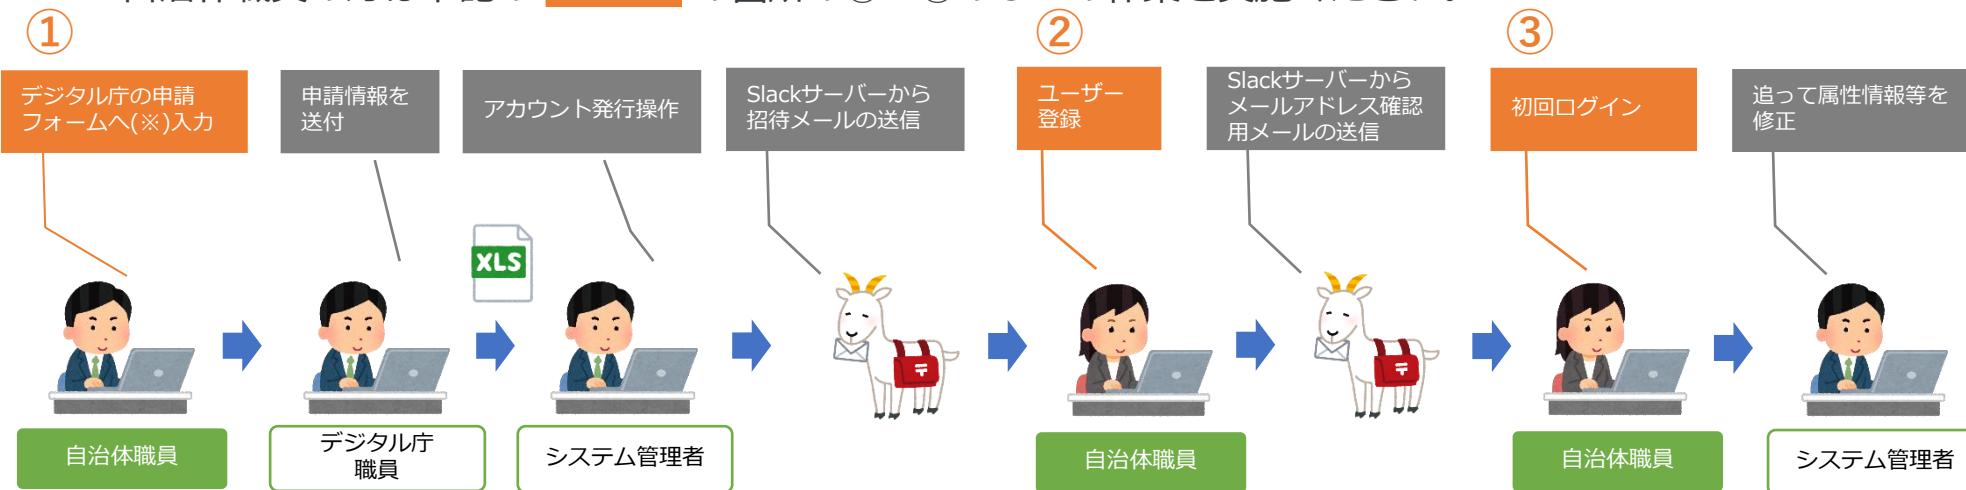 ①
②
③
デジタル庁の申請
フォームへ(※)入力
申請情報を
送付
アカウント発行操作
Slackサーバーから
招待メールの送信
ユーザー
登録
Slackサーバーから
メールアドレス確認
用メールの送信
初回ログイン
追って属性情報等を
修正
XLS
〒
〒
自治体職員
デジタル庁
職員
システム管理者
自治体職員
自治体職員
システム管理者